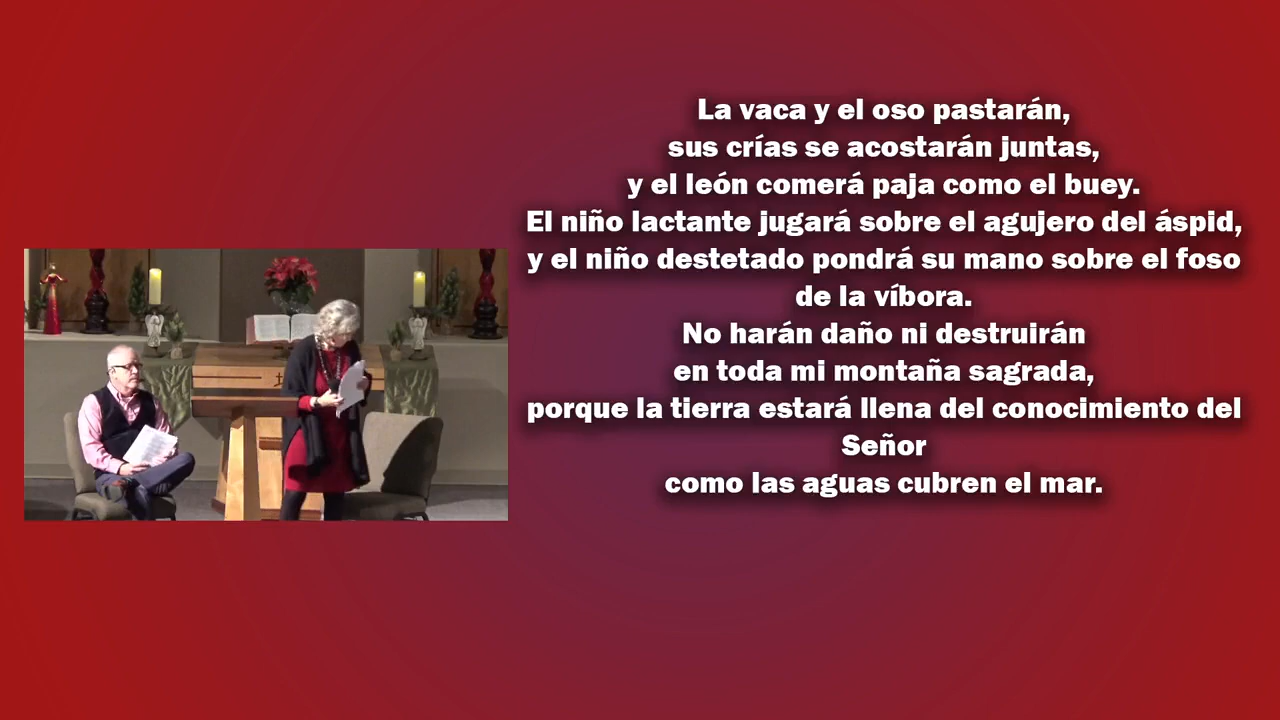 La vaca y el oso pastarán,
sus crías se acostarán juntas,
y el león comerá paja como el buey.
El niño lactante jugará sobre el agujero del áspid,
y el niño destetado pondrá su mano sobre el foso
de la víbora.
No harán daño ni destruirán
en toda mi montaña sagrada,
porque la tierra estará llena del conocimiento del
Señor
como las aguas cubren el mar.